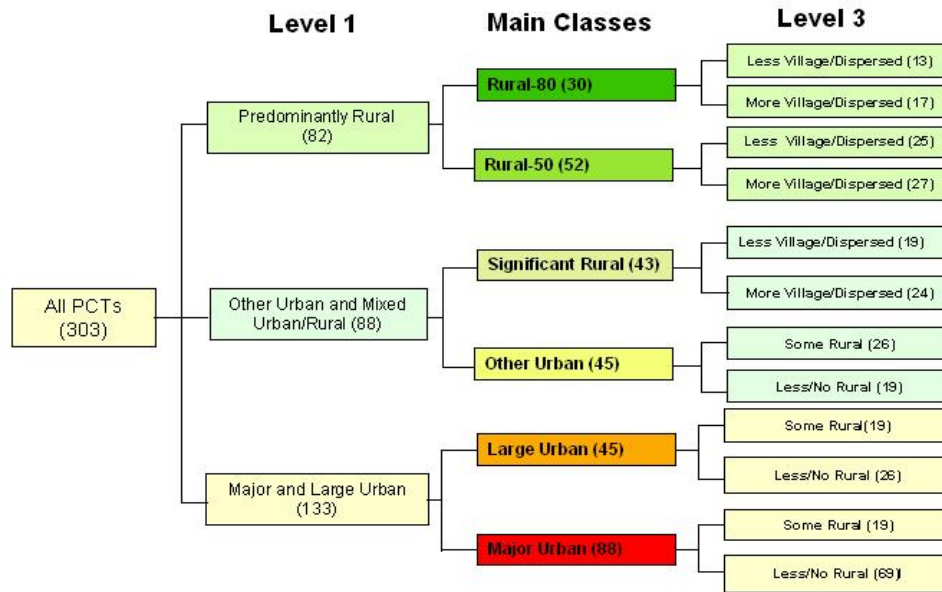 Level 1
Main Classes
Level 3
All PCTs
(303)
Predominantly Rural
(82)
Rural-80 (30)
Less Village/Dispersed (13)
More Village/Dispersed (17)
Rural-50 (52)
Less Village/Dispersed (25)
More Village/Dispersed (27)
Other Urban and Mixed
Urban/Rural (88)
Significant Rural (43)
Less Village/Dispersed (19)
More Village/Dispersed (24)
Other Urban (45)
Some Rural (26)
Less/No Rural (19)
Major and Large Urban
(133)
Large Urban (45)
Some Rural(19)
Less/No Rural (26)
Major Urban (88)
Some Rural (19)
Less/No Rural (69)l